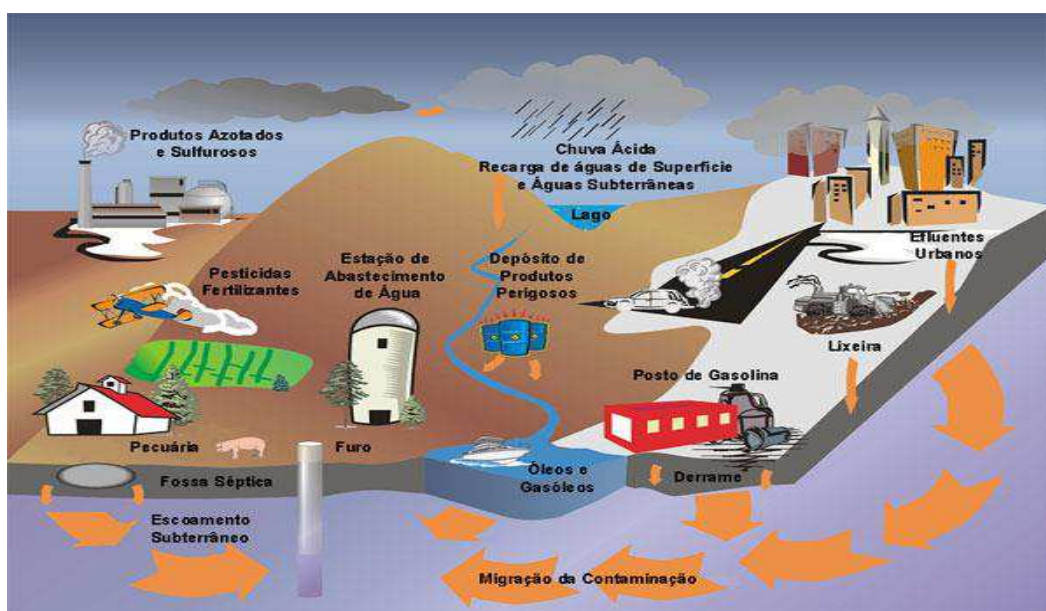 Produtos Azotados
e Sulfurosos
Chuva Ácida
Recarga de águas de Superfície
e Águas Subterrâneas
Lago
Efluentes
Urbanos
Pesticidas
Fertilizantes
Estação de
Abastecimento
de Água
Depósito de
Produtos
Perigosos
Lixeira
Posto de Gasolina
Pecuária
Furo
Fossa Séptica
Óleos e
Gasóleos
Derrame
Escoamento
Subterrâneo
Migração da Contaminação